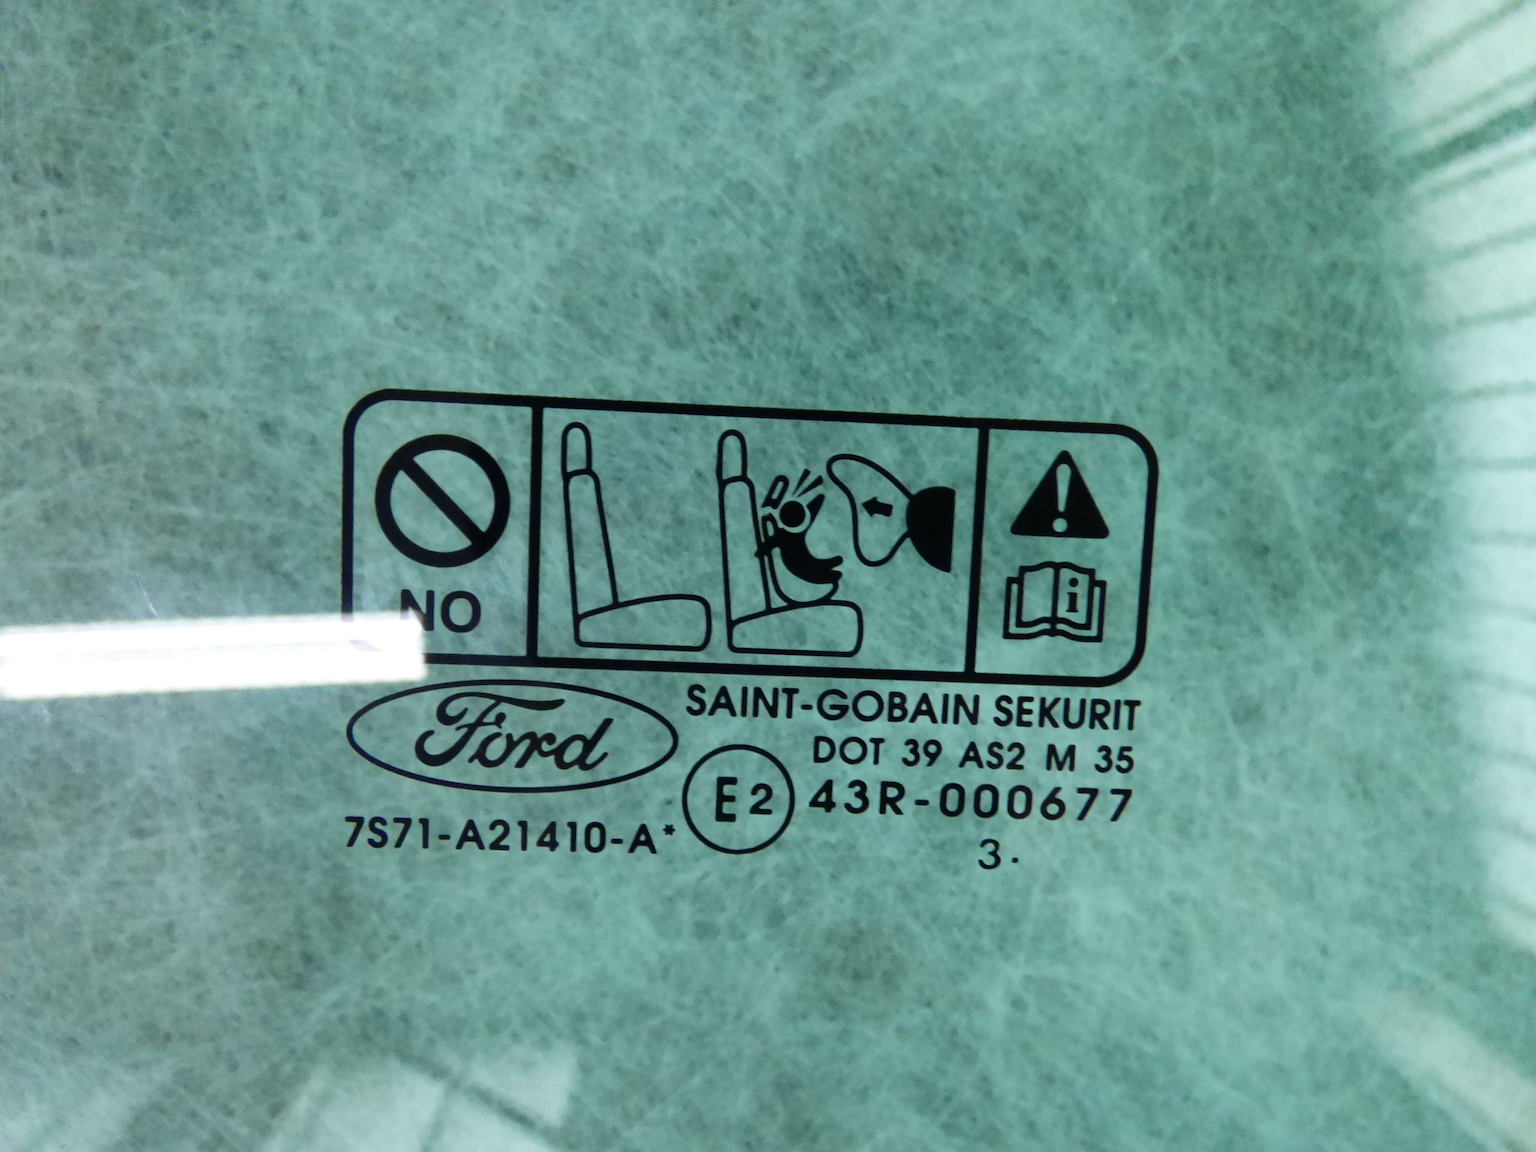 NO
i
Ford
SAINT-GOBAIN SEKURIT
DOT 39 AS2 M 35
E2 43R-000677
7S71-A21410-A*
3.